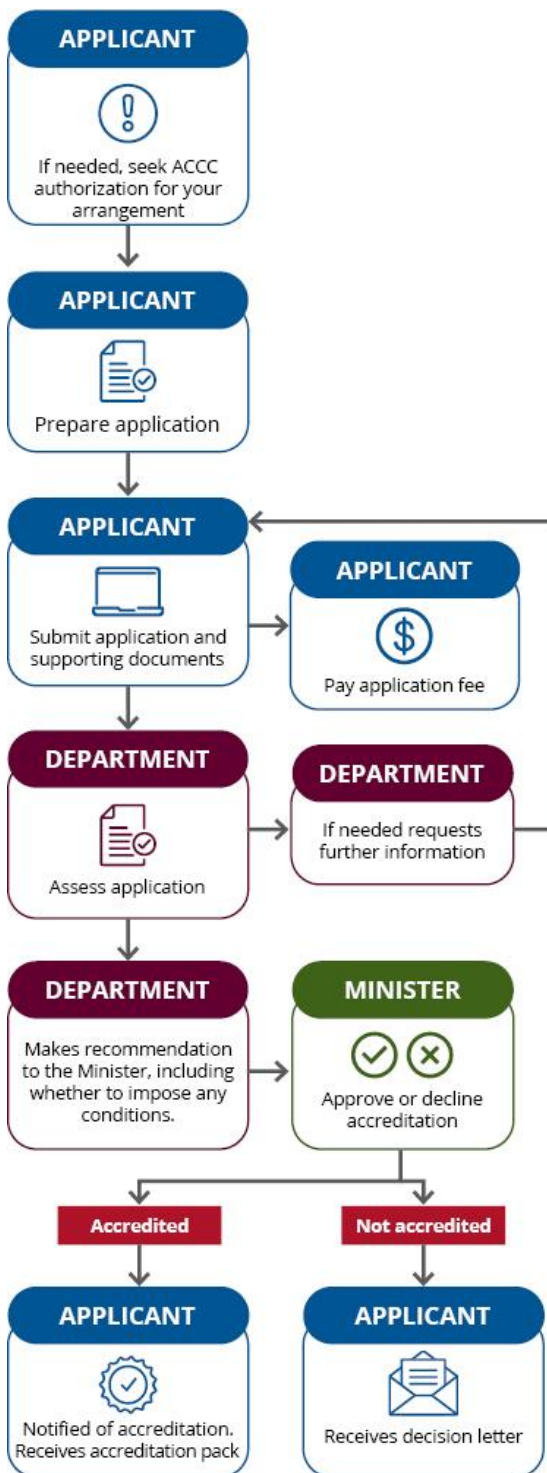 APPLICANT
If needed, seek ACCC
authorization for your
arrangement
APPLICANT
Prepare application
APPLICANT
Submit application and
supporting documents
APPLICANT
$
Pay application fee
DEPARTMENT
Assess application
DEPARTMENT
If needed requests
further information
DEPARTMENT
Makes recommendation
to the Minister, including
whether to impose any
conditions.
MINISTER
Approve or decline
accreditation
Accredited
Not accredited
APPLICANT
Notified of accreditation.
Receives accreditation pack
APPLICANT
Receives decision letter